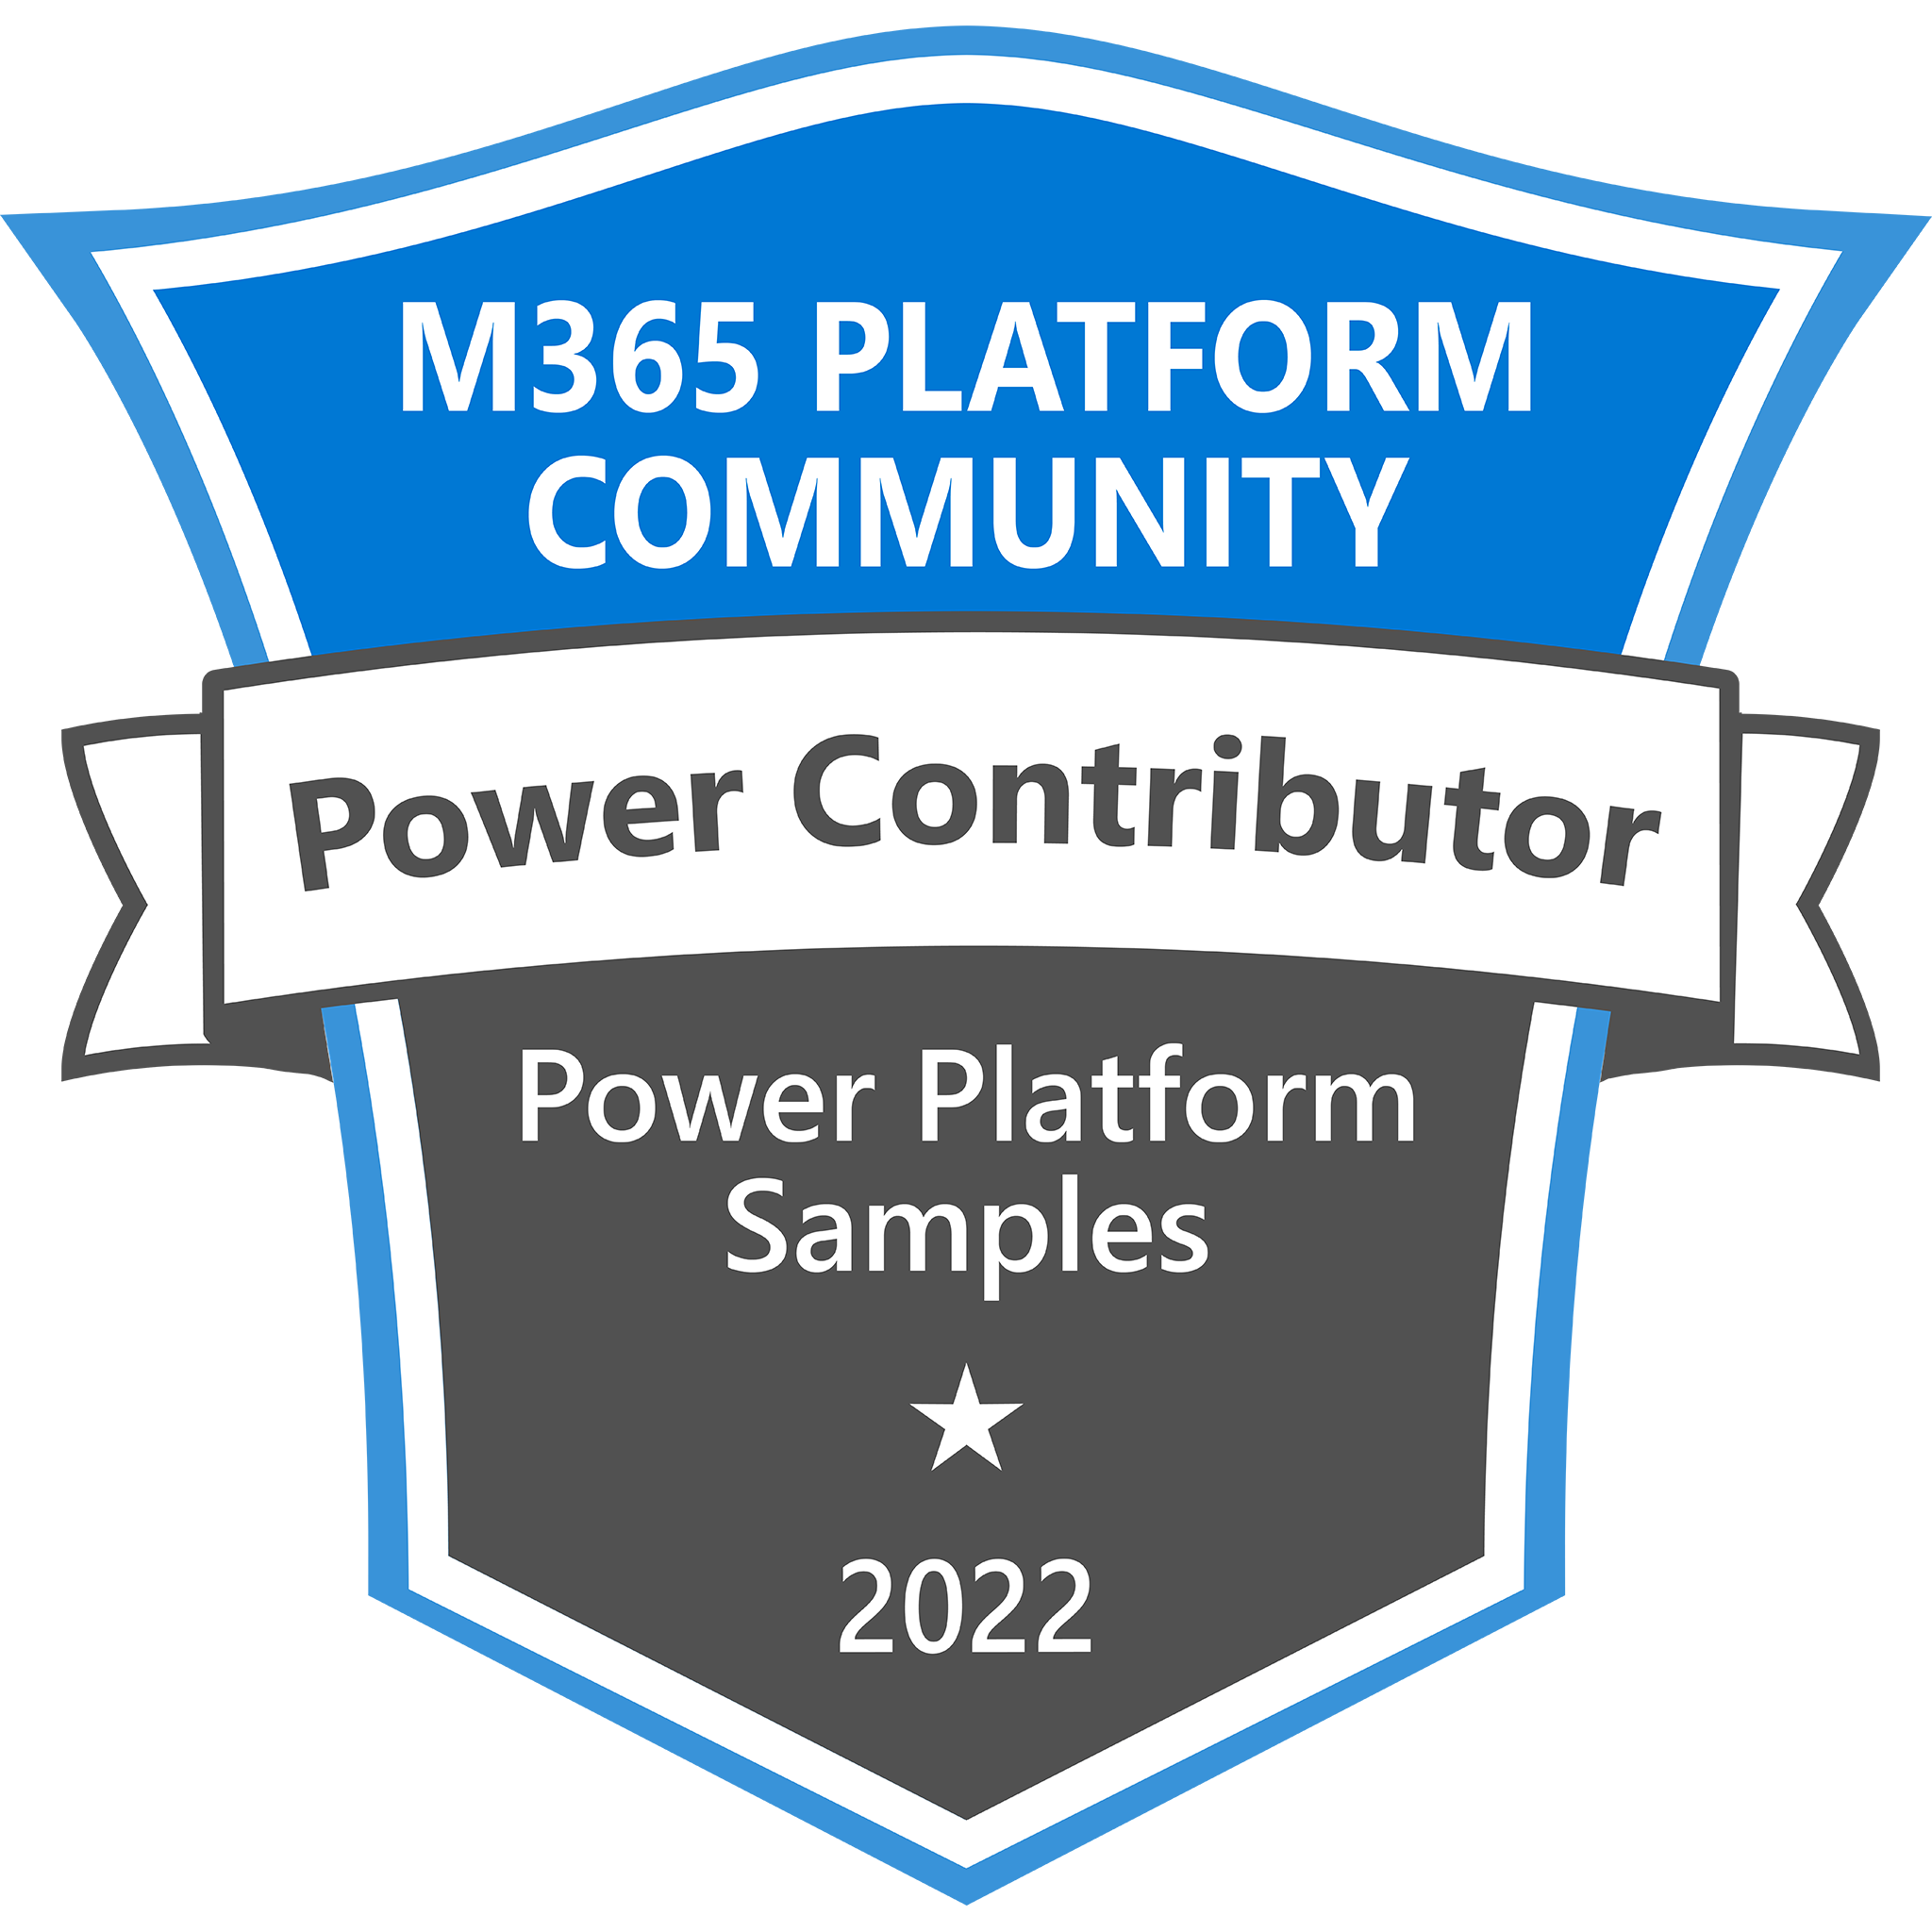 M365 PLATFORM
COMMUNITY
Power Contributor
Power Platform
Samples
2022